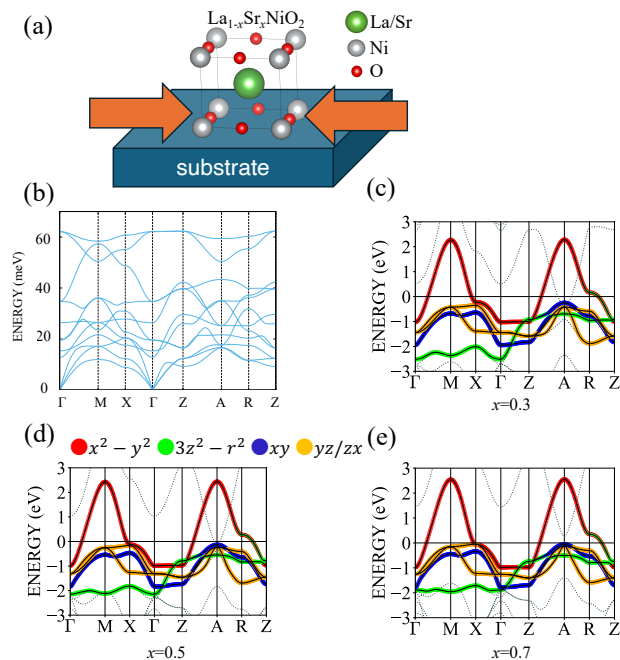 (a)
La₁₋ₓSrₓNiO₂
La/Sr
Ni
O
substrate
(b)
ENERGY (meV)
60
40
20
0
Γ M X Γ Z A R Z
(c)
ENERGY (eV)
3
2
1
0
−1
−2
−3
Γ M X Γ Z A R Z
x=0.3
x² − y² 3z² − r² xy yz/zx
(d)
ENERGY (eV)
3
2
1
0
−1
−2
−3
Γ M X Γ Z A R Z
x=0.5
(e)
ENERGY (eV)
3
2
1
0
−1
−2
−3
Γ M X Γ Z A R Z
x=0.7